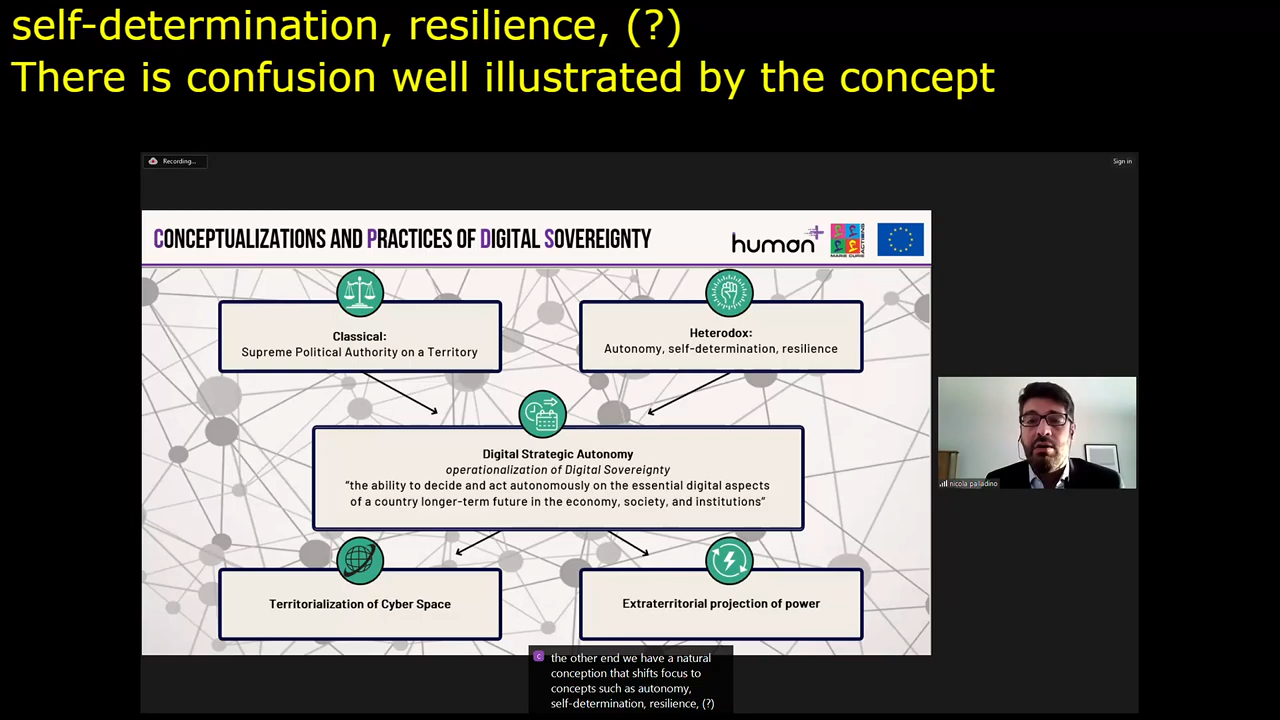 self-determination, resilience, (?)
There is confusion well illustrated by the concept
Recording...
Sign in
CONCEPTUALIZATIONS AND PRACTICES OF DIGITAL SOVEREIGNTY
human+
MARIE CURIE
ACTIONS
Classical:
Supreme Political Authority on a Territory
Heterodox:
Autonomy, self-determination, resilience
Digital Strategic Autonomy
operationalization of Digital Sovereignty
"the ability to decide and act autonomously on the essential digital aspects
of a country longer-term future in the economy, society, and institutions"
Territorialization of Cyber Space
Extraterritorial projection of power
nicola palladino
C
the other end we have a natural
conception that shifts focus to
concepts such as autonomy,
self-determination, resilience, (?)